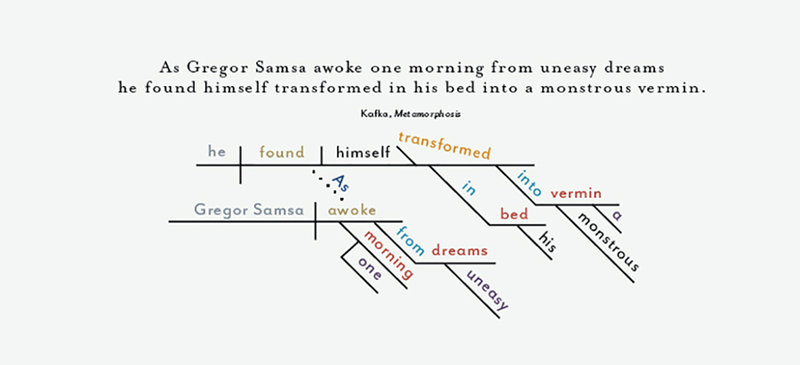 As Gregor Samsa awoke one morning from uneasy dreams
he found himself transformed in his bed into a monstrous vermin.
Kafka, Metamorphosis
he found himself transformed
As in into vermin a
Gregor Samsa awoke bed his monstrous
morning from dreams
one uneasy